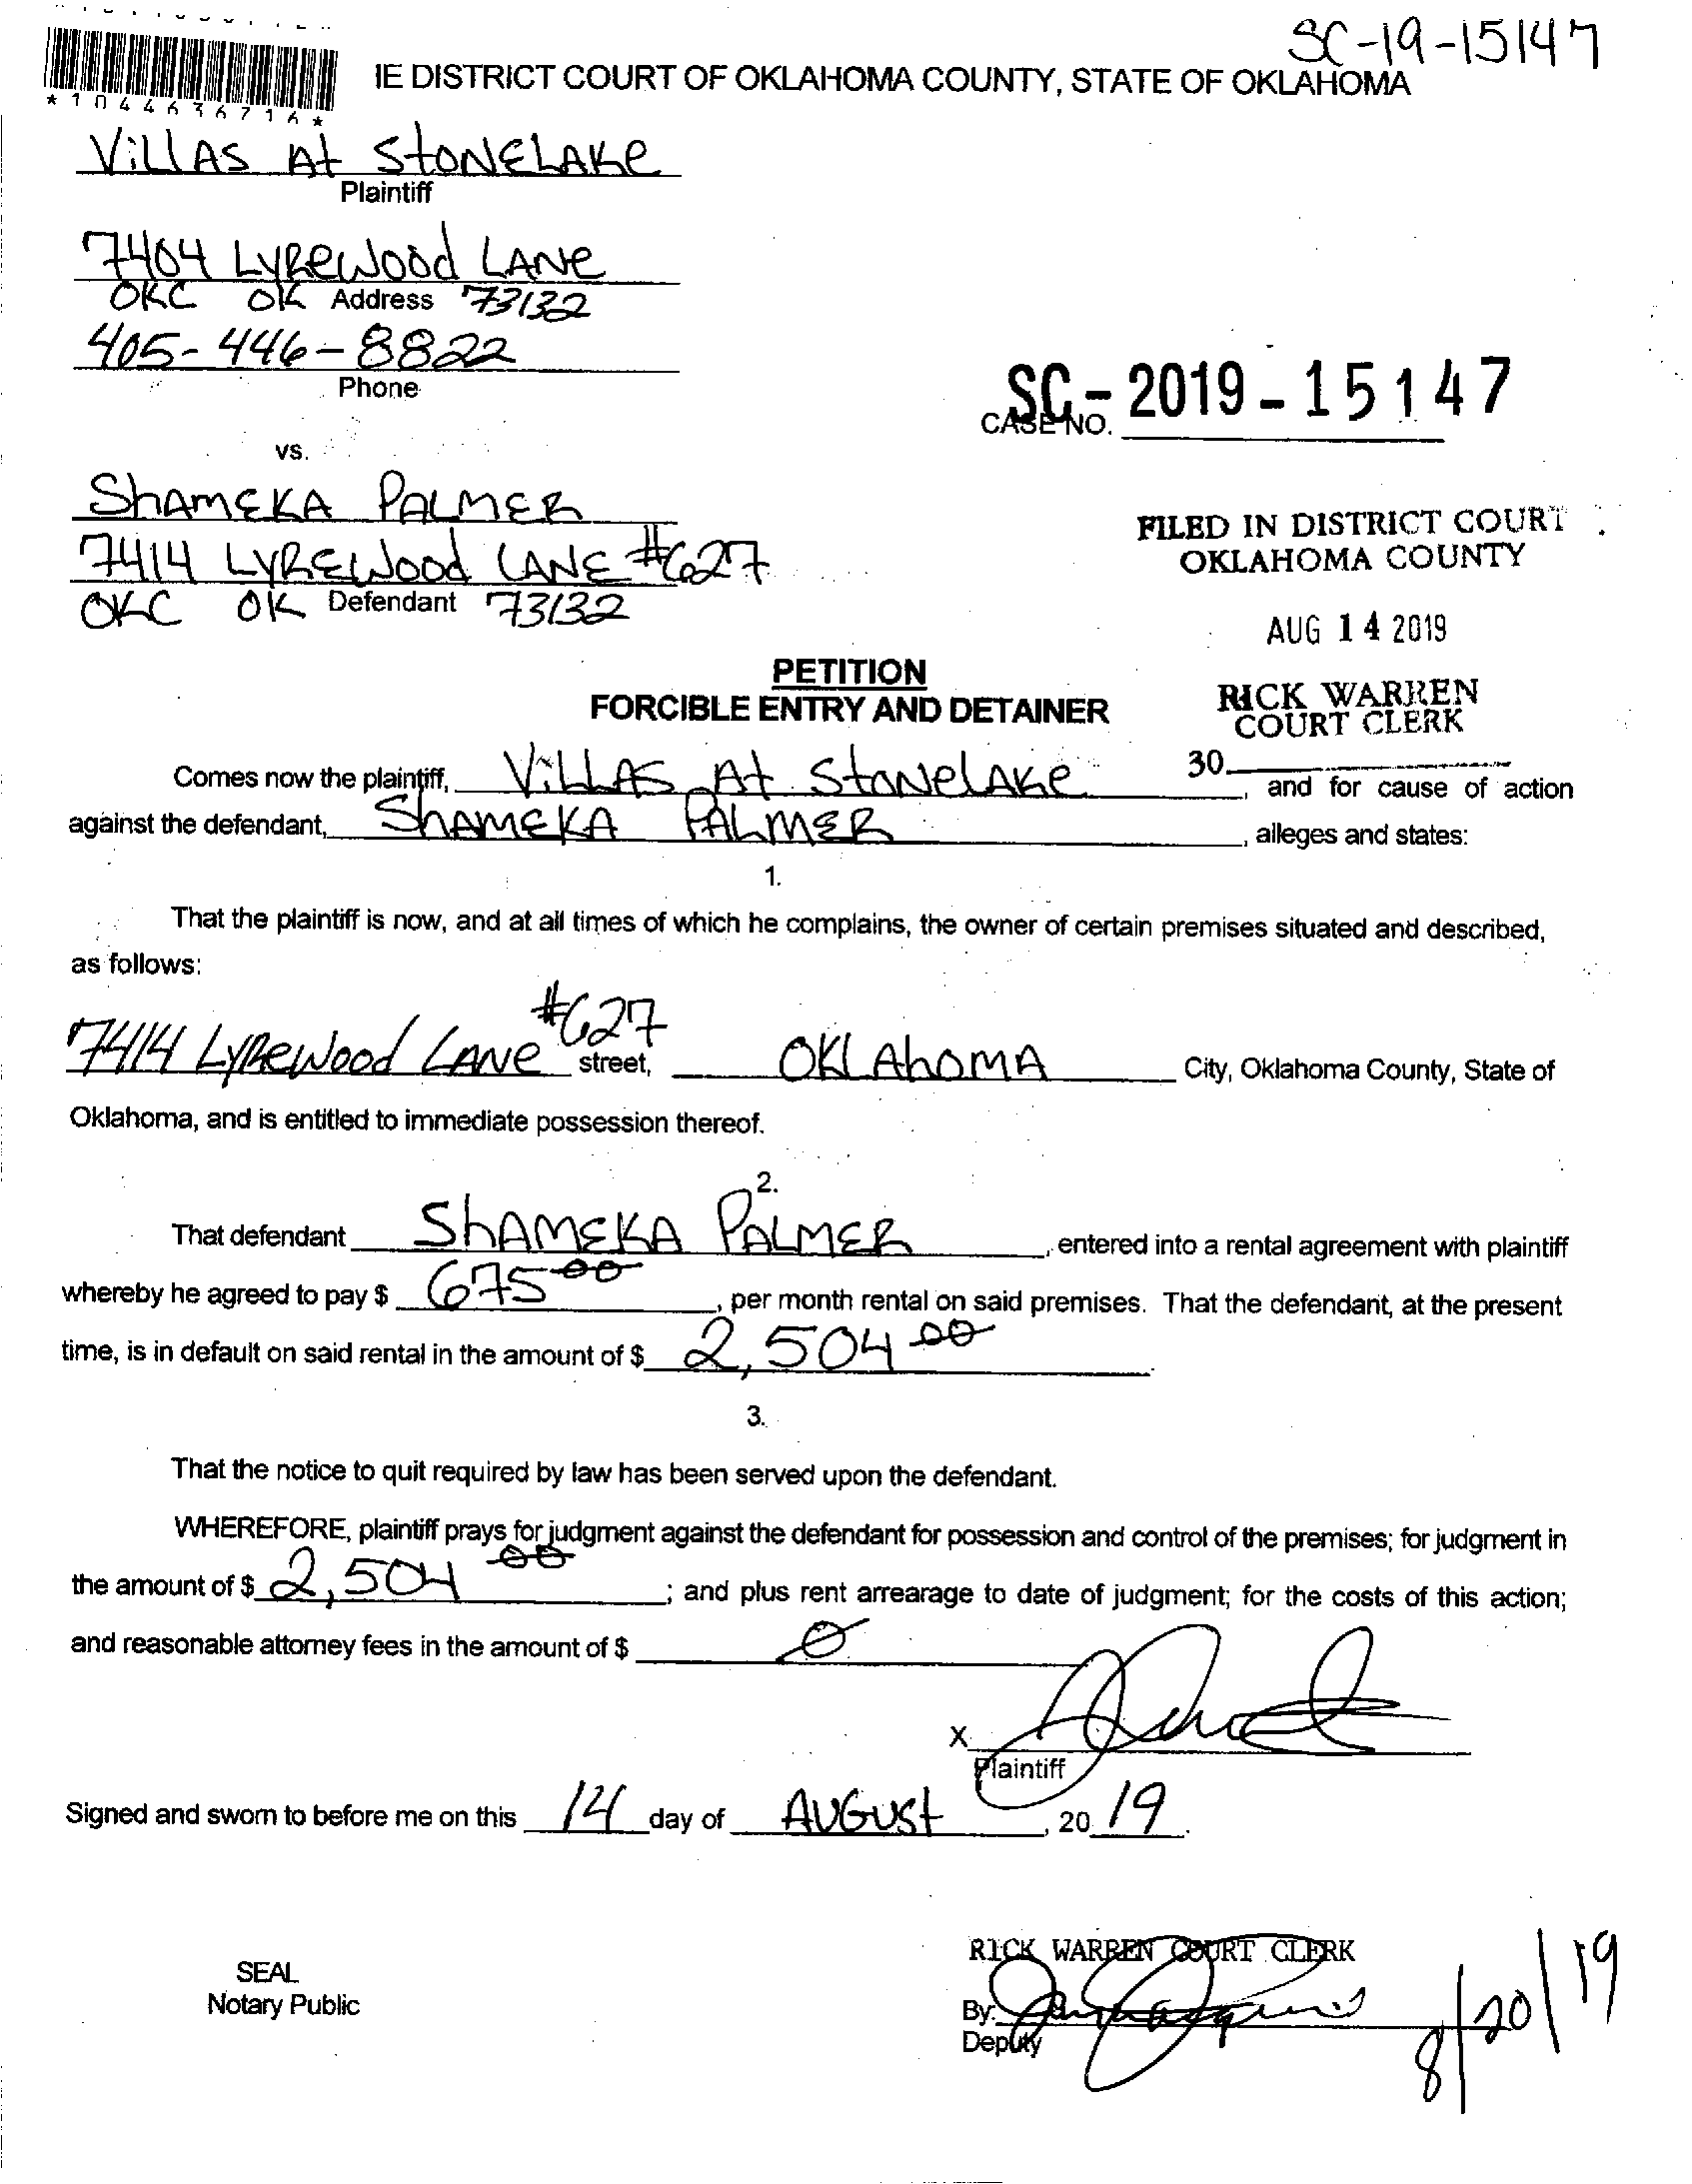 SC-19-15147
*1044636716*
IE DISTRICT COURT OF OKLAHOMA COUNTY, STATE OF OKLAHOMA
VillAS At StONELAKe
Plaintiff
7404 LyReWood LANe
OKC OK Address 73132
405-446-8822
Phone
SC-2019-15147
CASE NO.
vs.
ShAMEKA PALMER
7414 LYREWood LANE #627
OKC OK Defendant 73132
FILED IN DISTRICT COURT
OKLAHOMA COUNTY
AUG 14 2019
RICK WARREN
COURT CLERK
30
PETITION
FORCIBLE ENTRY AND DETAINER
Comes now the plaintiff, VillAS At StoNelAKe, and for cause of action
against the defendant, ShAMEKA PALMER, alleges and states:
1.
That the plaintiff is now, and at all times of which he complains, the owner of certain premises situated and described,
as follows:
7414 LyReWood LANe #627 street, OKlAhoMA City, Oklahoma County, State of
Oklahoma, and is entitled to immediate possession thereof.
2.
That defendant ShAMEKA PALMER, entered into a rental agreement with plaintiff
whereby he agreed to pay $ 675 00, per month rental on said premises. That the defendant, at the present
time, is in default on said rental in the amount of $ 2,504 00.
3.
That the notice to quit required by law has been served upon the defendant.
WHEREFORE, plaintiff prays for judgment against the defendant for possession and control of the premises; for judgment in
the amount of $ 2,504 00; and plus rent arrearage to date of judgment; for the costs of this action;
and reasonable attorney fees in the amount of $ 0
X
Plaintiff
Signed and sworn to before me on this 14 day of AUGUSt, 20 19.
SEAL
Notary Public
RICK WARREN COURT CLERK
By:
Deputy
8/20/19